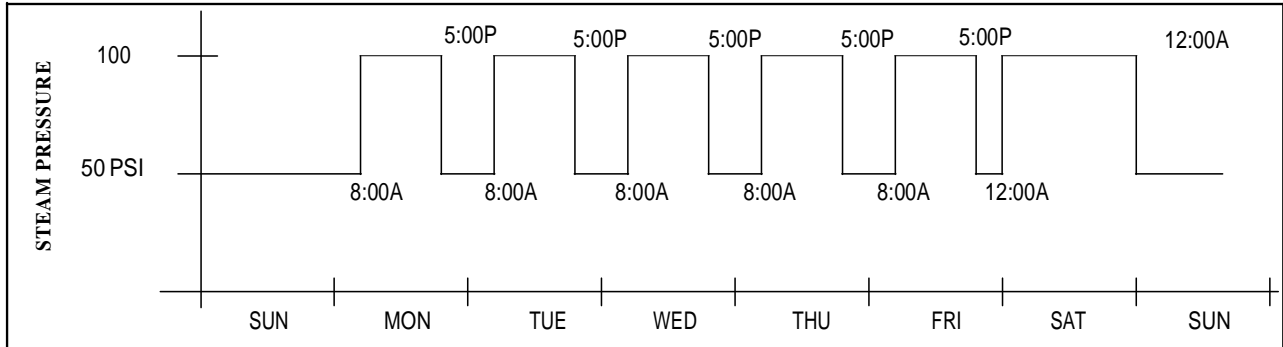 5:00P 5:00P 5:00P 5:00P 5:00P 12:00A
100
STEAM PRESSURE
50 PSI
8:00A 8:00A 8:00A 8:00A 8:00A 12:00A
SUN MON TUE WED THU FRI SAT SUN